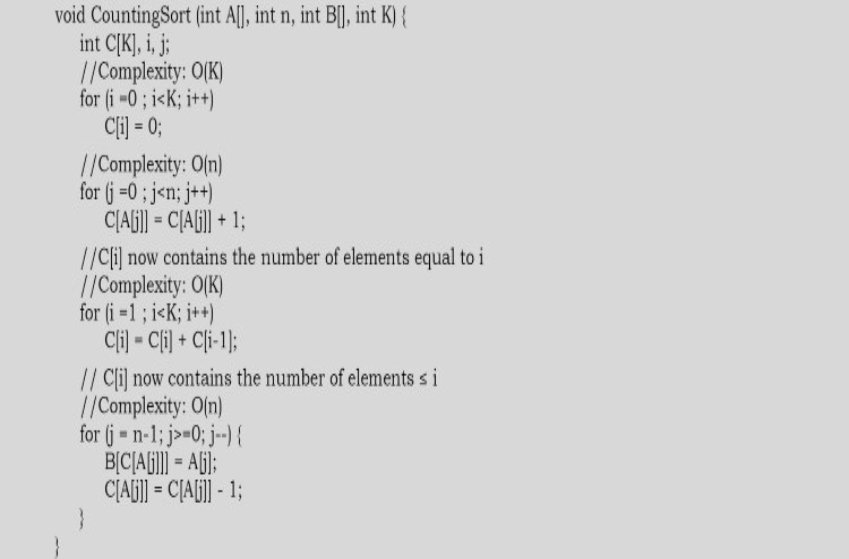 void CountingSort (int A[], int n, int B[], int K) {
int C[K], i, j;
//Complexity: O(K)
for (i =0 ; i<K; i++)
C[i] = 0;
//Complexity: O(n)
for (j =0 ; j<n; j++)
C[A[j]] = C[A[j]] + 1;
//C[i] now contains the number of elements equal to i
//Complexity: O(K)
for (i =1 ; i<K; i++)
C[i] = C[i] + C[i-1];
// C[i] now contains the number of elements ≤ i
//Complexity: O(n)
for (j = n-1; j>=0; j--) {
B[C[A[j]]] = A[j];
C[A[j]] = C[A[j]] - 1;
}
}